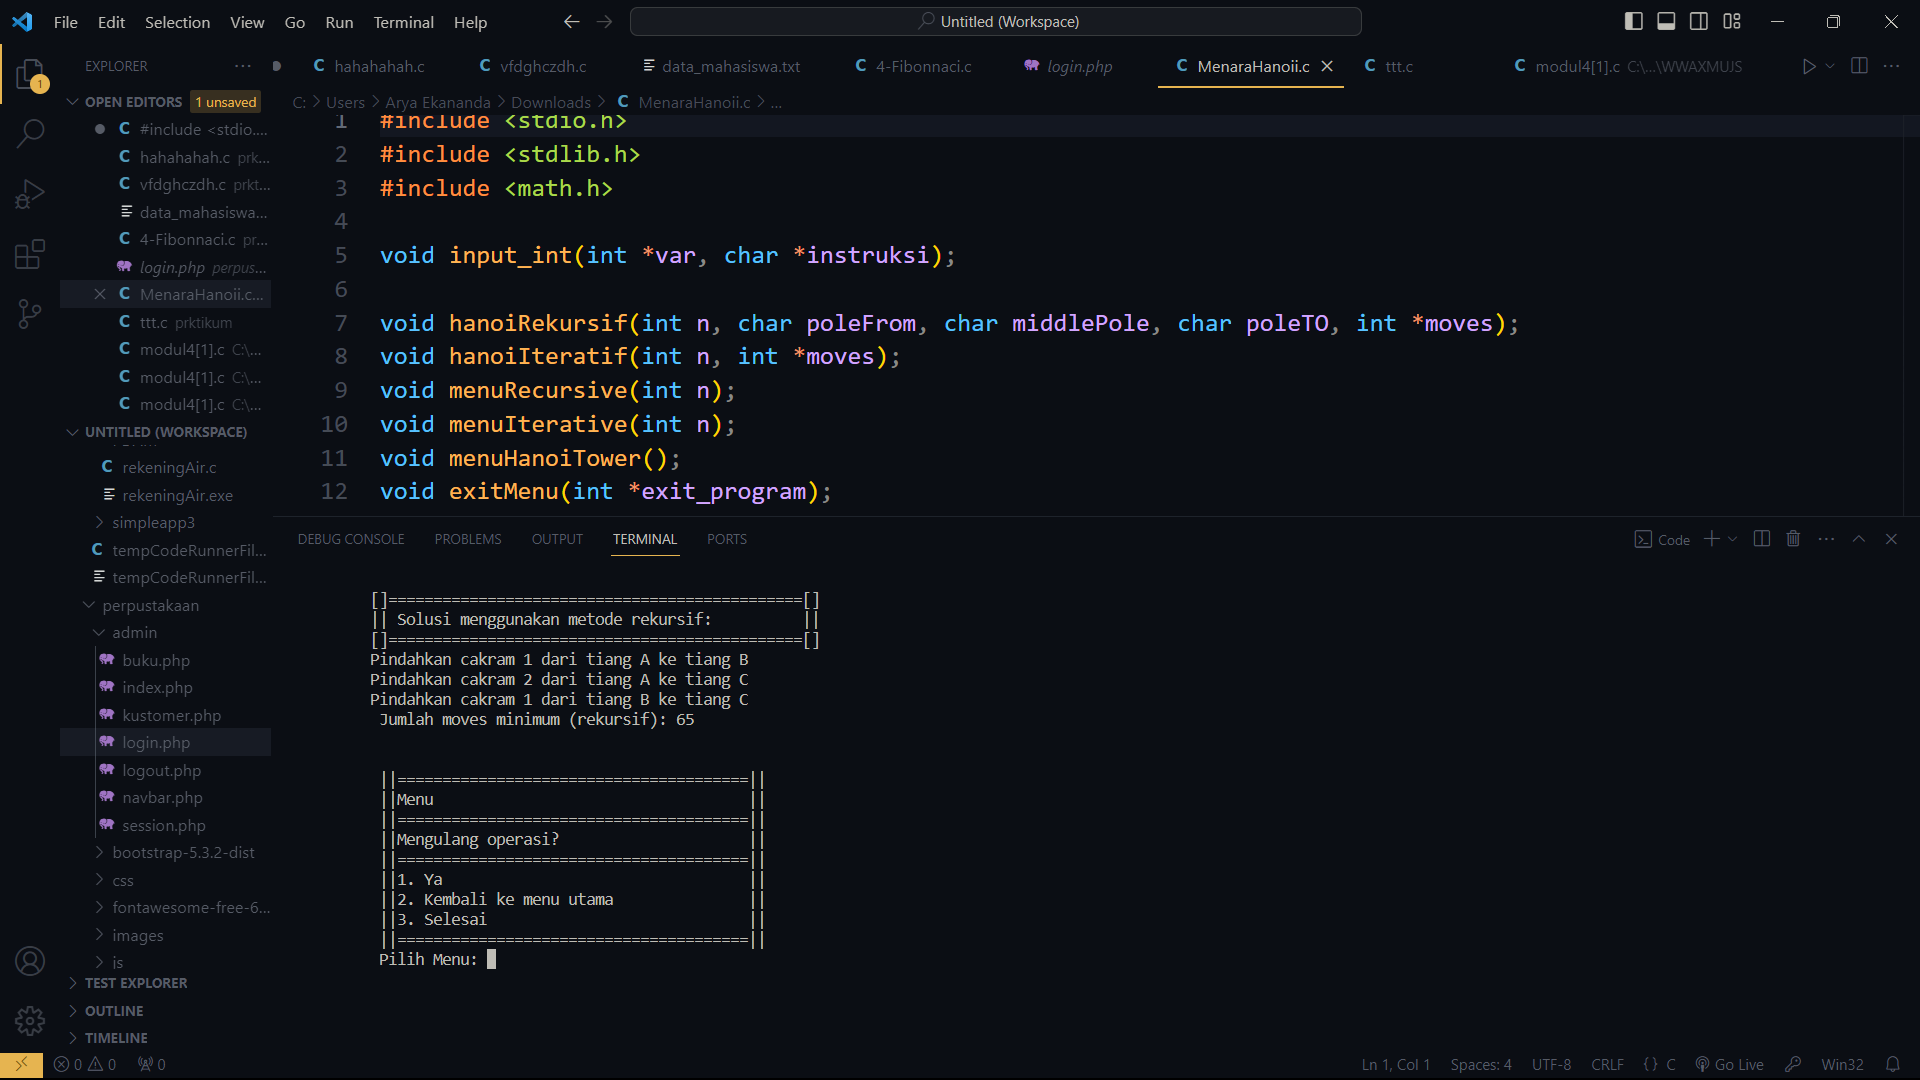 File Edit Selection View Go Run Terminal Help
Untitled (Workspace)
EXPLORER
hahahahah.c vfdghczdh.c data_mahasiswa.txt 4-Fibonnaci.c login.php MenaraHanoii.c ttt.c modul4[1].c C:\...\WWAXMUJS
1
OPEN EDITORS 1 unsaved
#include <stdio....
hahahahah.c prk...
vfdghczdh.c prkt...
data_mahasiswa...
4-Fibonnaci.c pr...
login.php perpus...
MenaraHanoii.c...
ttt.c prktikum
modul4[1].c C:\...
modul4[1].c C:\...
modul4[1].c C:\...
UNTITLED (WORKSPACE)
rekeningAir.c
rekeningAir.exe
simpleapp3
tempCodeRunnerFil...
tempCodeRunnerFil...
perpustakaan
admin
buku.php
index.php
kustomer.php
login.php
logout.php
navbar.php
session.php
bootstrap-5.3.2-dist
css
fontawesome-free-6...
images
js
TEST EXPLORER
OUTLINE
TIMELINE
C: > Users > Arya Ekananda > Downloads > C MenaraHanoii.c > ...
1 #include <stdio.h>
2 #include <stdlib.h>
3 #include <math.h>
4
5 void input_int(int *var, char *instruksi);
6
7 void hanoiRekursif(int n, char poleFrom, char middlePole, char poleTO, int *moves);
8 void hanoiIteratif(int n, int *moves);
9 void menuRecursive(int n);
10 void menuIterative(int n);
11 void menuHanoiTower();
12 void exitMenu(int *exit_program);
DEBUG CONSOLE PROBLEMS OUTPUT TERMINAL PORTS
Code
[]==============================================[]
|| Solusi menggunakan metode rekursif:          ||
[]==============================================[]
Pindahkan cakram 1 dari tiang A ke tiang B
Pindahkan cakram 2 dari tiang A ke tiang C
Pindahkan cakram 1 dari tiang B ke tiang C
Jumlah moves minimum (rekursif): 65
||=======================================||
||Menu                                   ||
||=======================================||
||Mengulang operasi?                     ||
||=======================================||
||1. Ya                                  ||
||2. Kembali ke menu utama               ||
||3. Selesai                             ||
||=======================================||
Pilih Menu:
0 0 0
Ln 1, Col 1 Spaces: 4 UTF-8 CRLF {} C Go Live Win32